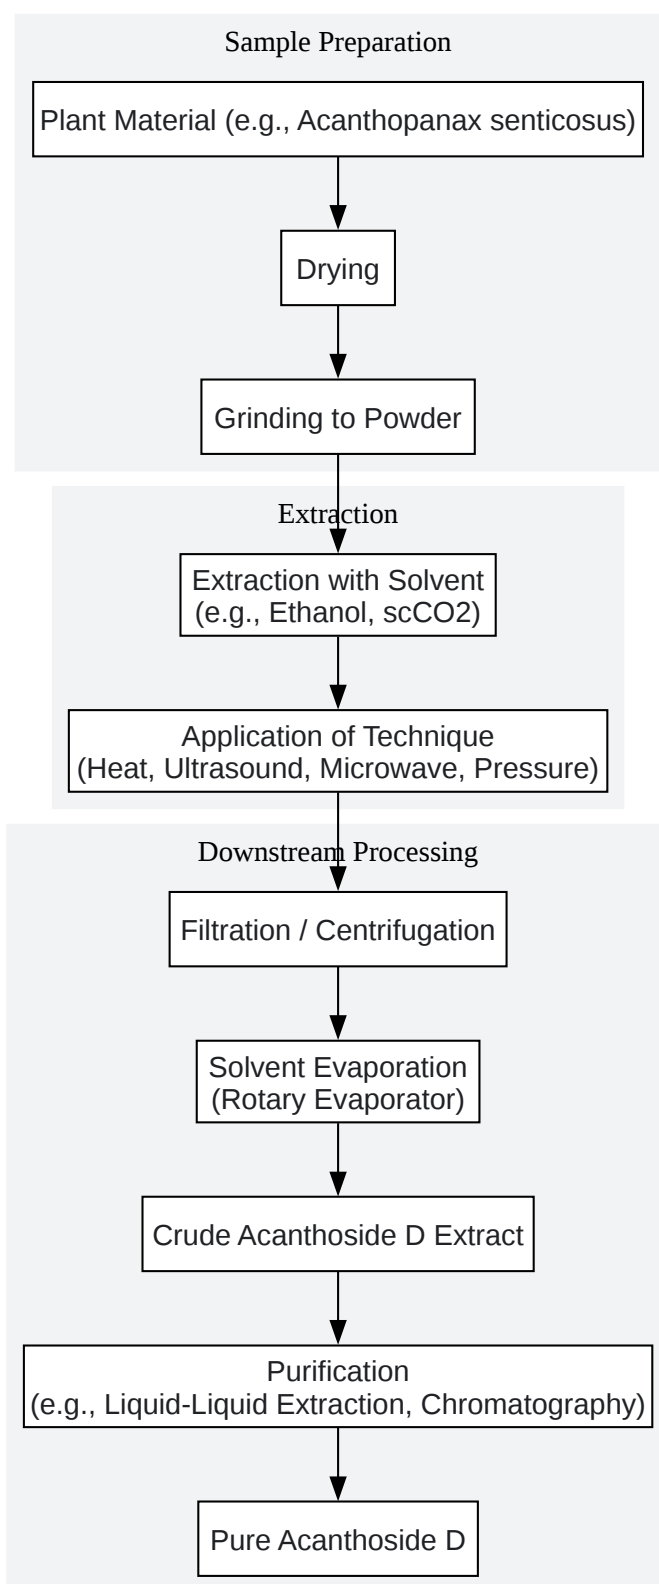 Sample Preparation
Plant Material (e.g., Acanthopanax senticosus)
Drying
Grinding to Powder
Extraction
Extraction with Solvent
(e.g., Ethanol, scCO2)
Application of Technique
(Heat, Ultrasound, Microwave, Pressure)
Downstream Processing
Filtration / Centrifugation
Solvent Evaporation
(Rotary Evaporator)
Crude Acanthoside D Extract
Purification
(e.g., Liquid-Liquid Extraction, Chromatography)
Pure Acanthoside D